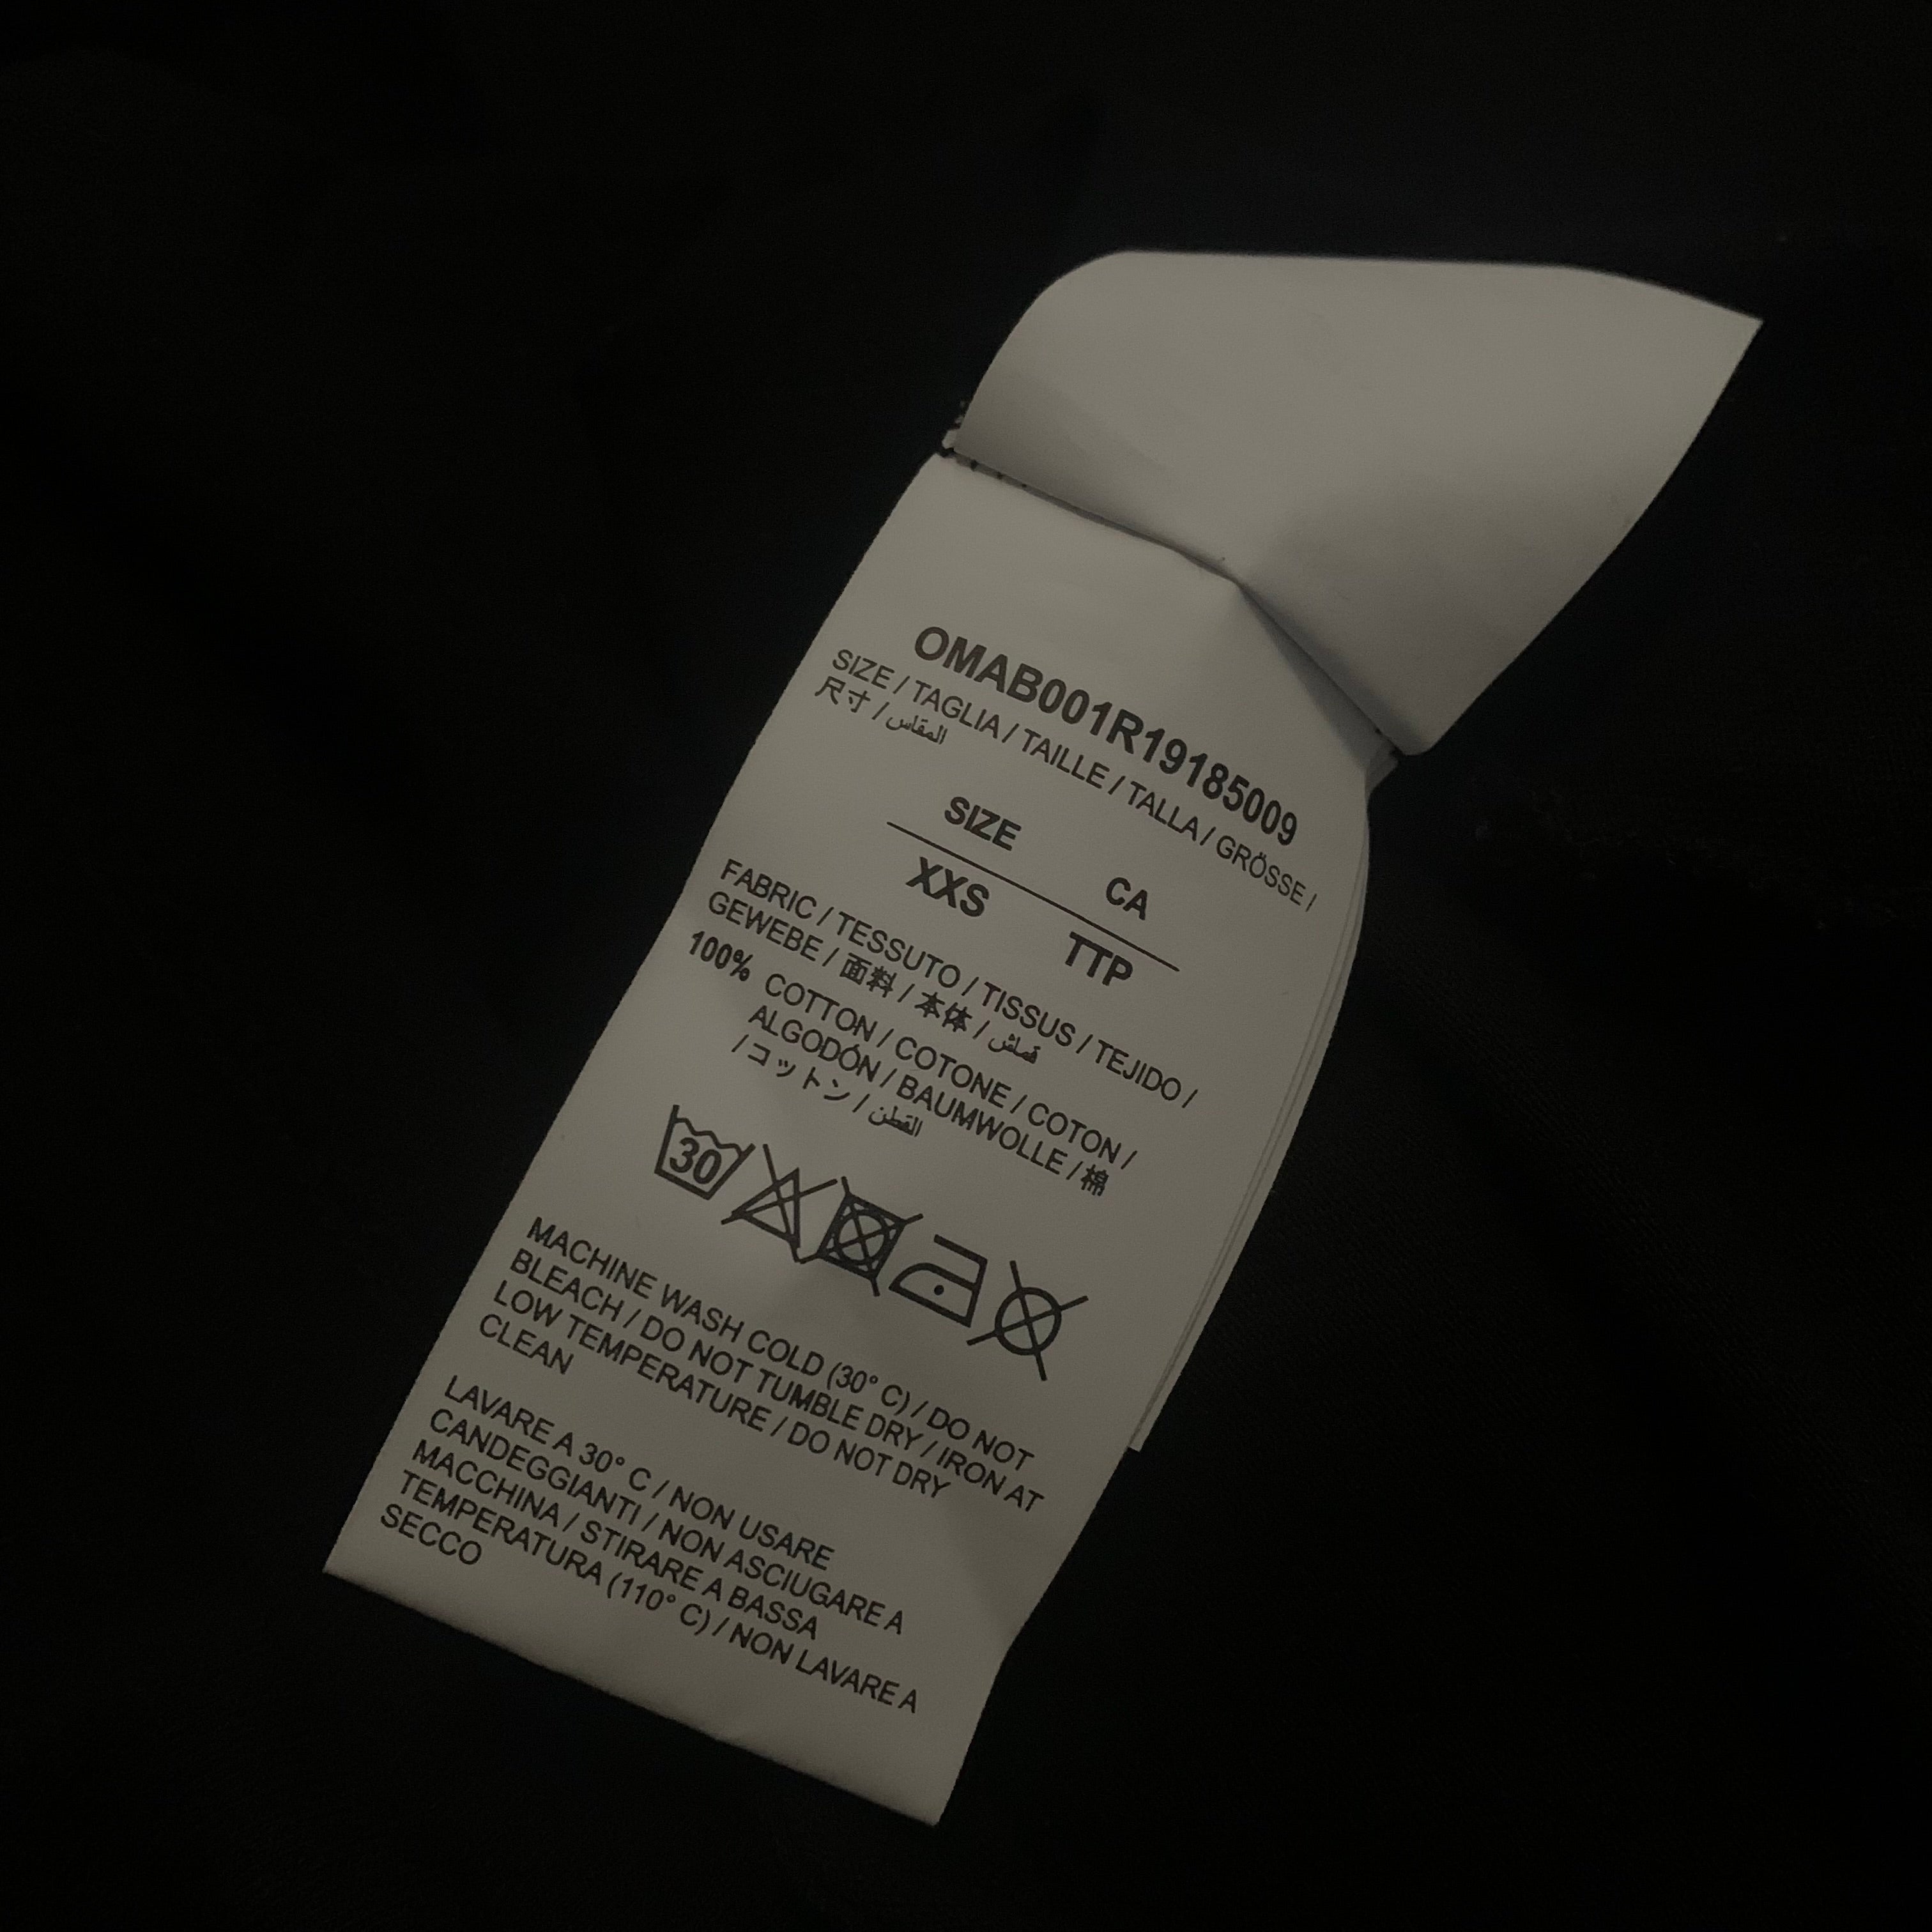 OMAB001R19185009
SIZE / TAGLIA / TAILLE / TALLA / GRÖSSE /
尺寸 / المقاس
SIZE CA
XXS TTP
FABRIC / TESSUTO / TISSUS / TEJIDO /
GEWEBE / 面料 / 本体 / قماش
100% COTTON / COTONE / COTON /
ALGODÓN / BAUMWOLLE / 棉
/ コットン / القطن
30
MACHINE WASH COLD (30° C) / DO NOT
BLEACH / DO NOT TUMBLE DRY / IRON AT
LOW TEMPERATURE / DO NOT DRY
CLEAN
LAVARE A 30° C / NON USARE
CANDEGGIANTI / NON ASCIUGARE A
MACCHINA / STIRARE A BASSA
TEMPERATURA (110° C) / NON LAVARE A
SECCO